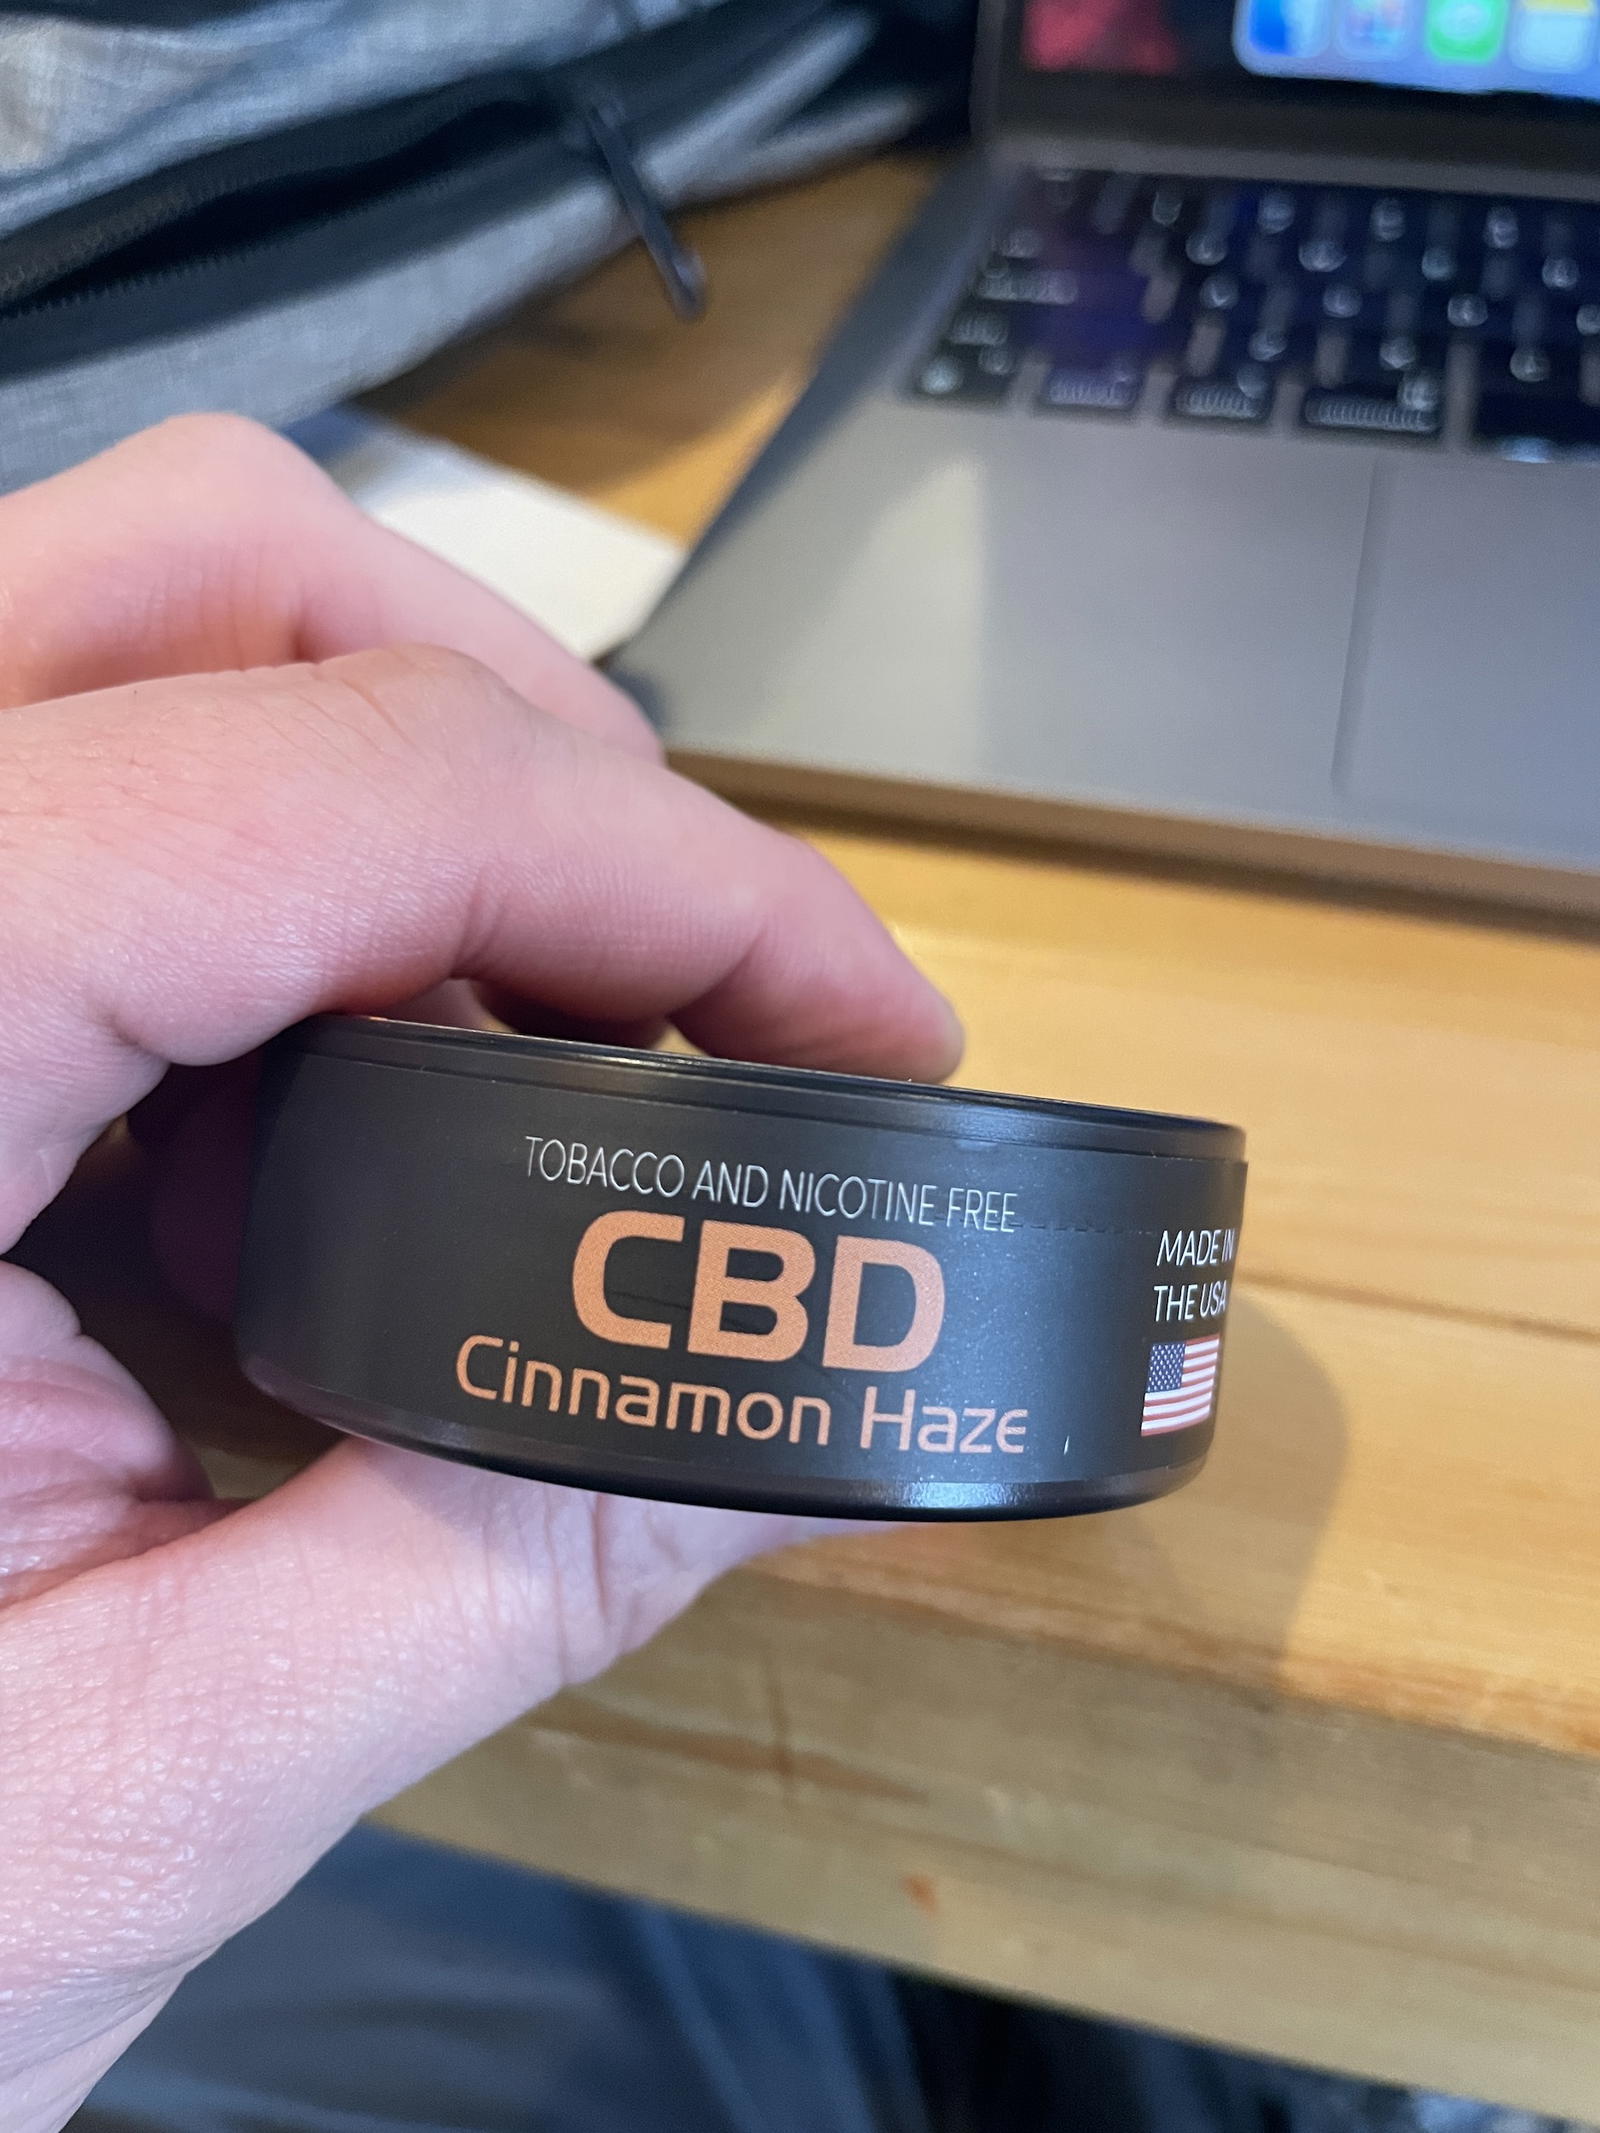 TOBACCO AND NICOTINE FREE
CBD
Cinnamon Haze
MADE IN
THE USA